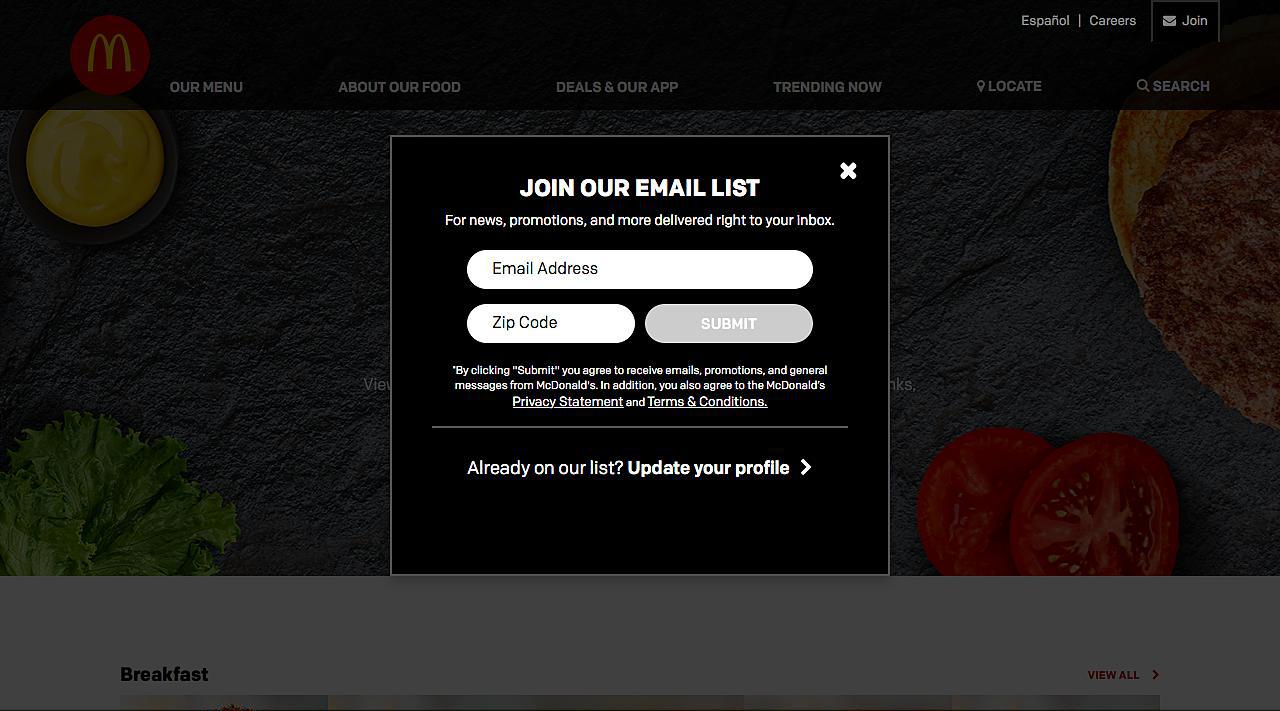 Español | Careers
Join
OUR MENU
ABOUT OUR FOOD
DEALS & OUR APP
TRENDING NOW
LOCATE
SEARCH
JOIN OUR EMAIL LIST
For news, promotions, and more delivered right to your inbox.
Email Address
Zip Code
SUBMIT
*By clicking "Submit" you agree to receive emails, promotions, and general
messages from McDonald's. In addition, you also agree to the McDonald's
Privacy Statement and Terms & Conditions.
Already on our list? Update your profile
Breakfast
VIEW ALL